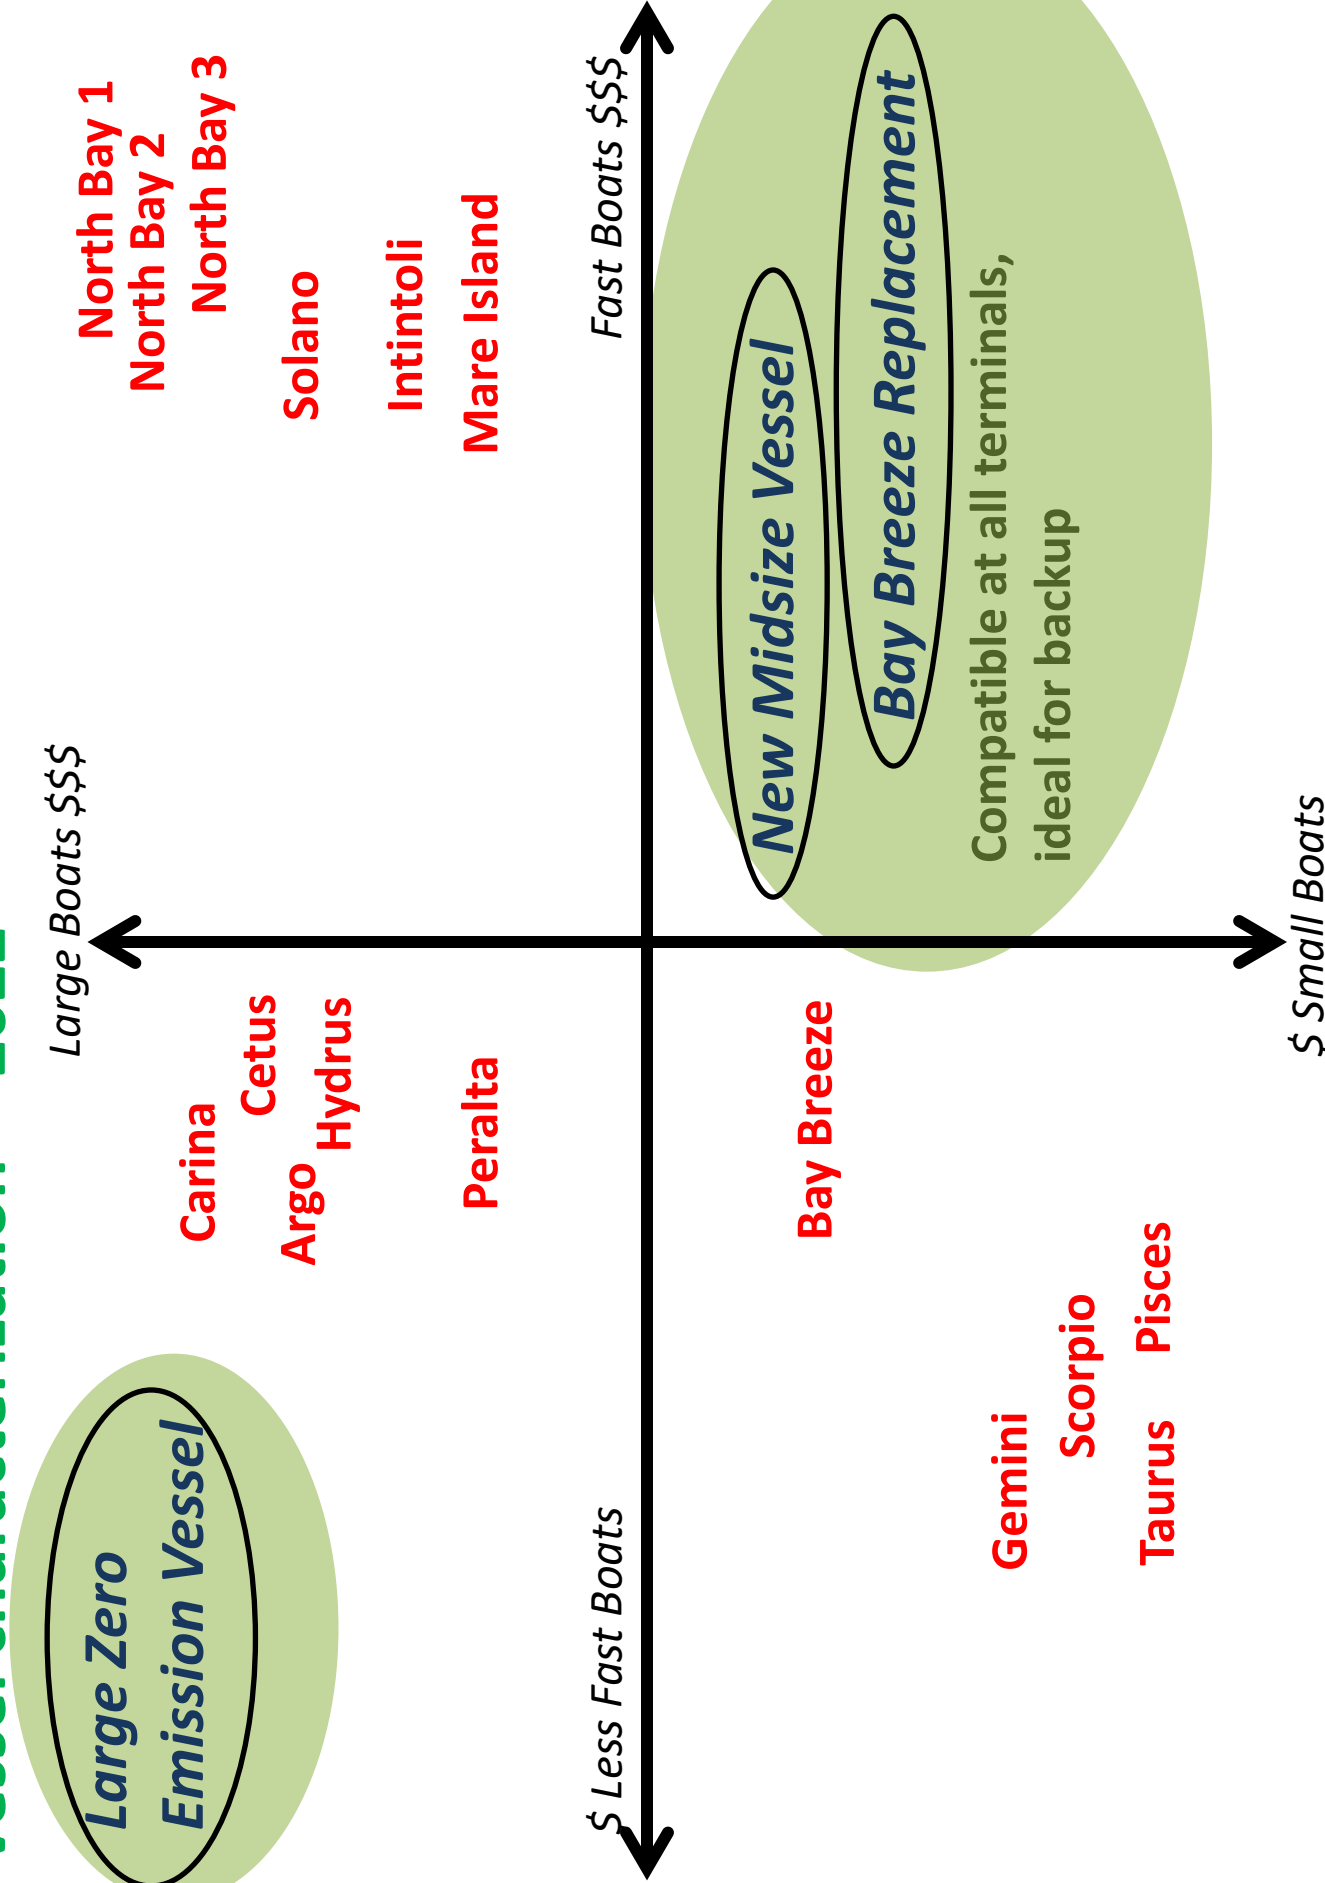 Large Boats $$$
North Bay 1
North Bay 2
North Bay 3
Solano
Intintoli
Mare Island
Large Zero
Emission Vessel
Carina
Cetus
Argo
Hydrus
Peralta
$ Less Fast Boats
Fast Boats $$$
New Midsize Vessel
Bay Breeze Replacement
Compatible at all terminals,
ideal for backup
Bay Breeze
Gemini
Scorpio
Taurus
Pisces
$ Small Boats